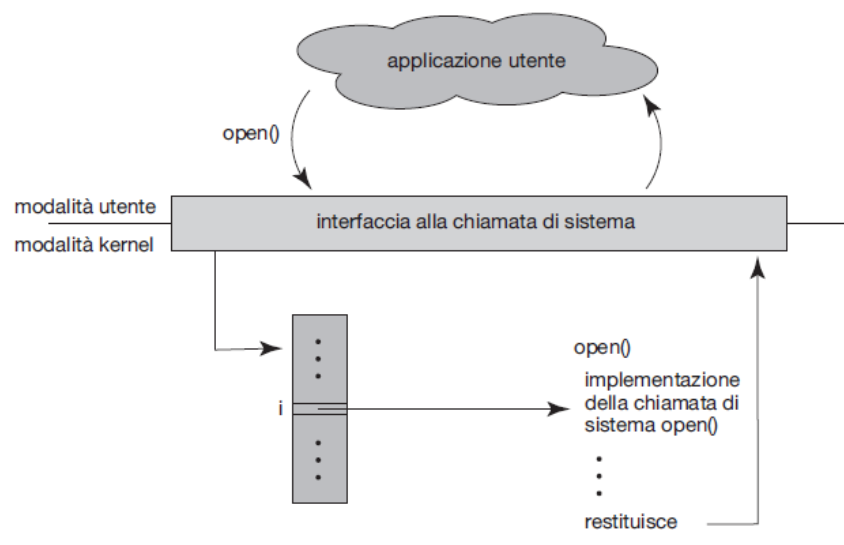 applicazione utente
open()
modalità utente
interfaccia alla chiamata di sistema
modalità kernel
open()
i
implementazione
della chiamata di
sistema open()
restituisce